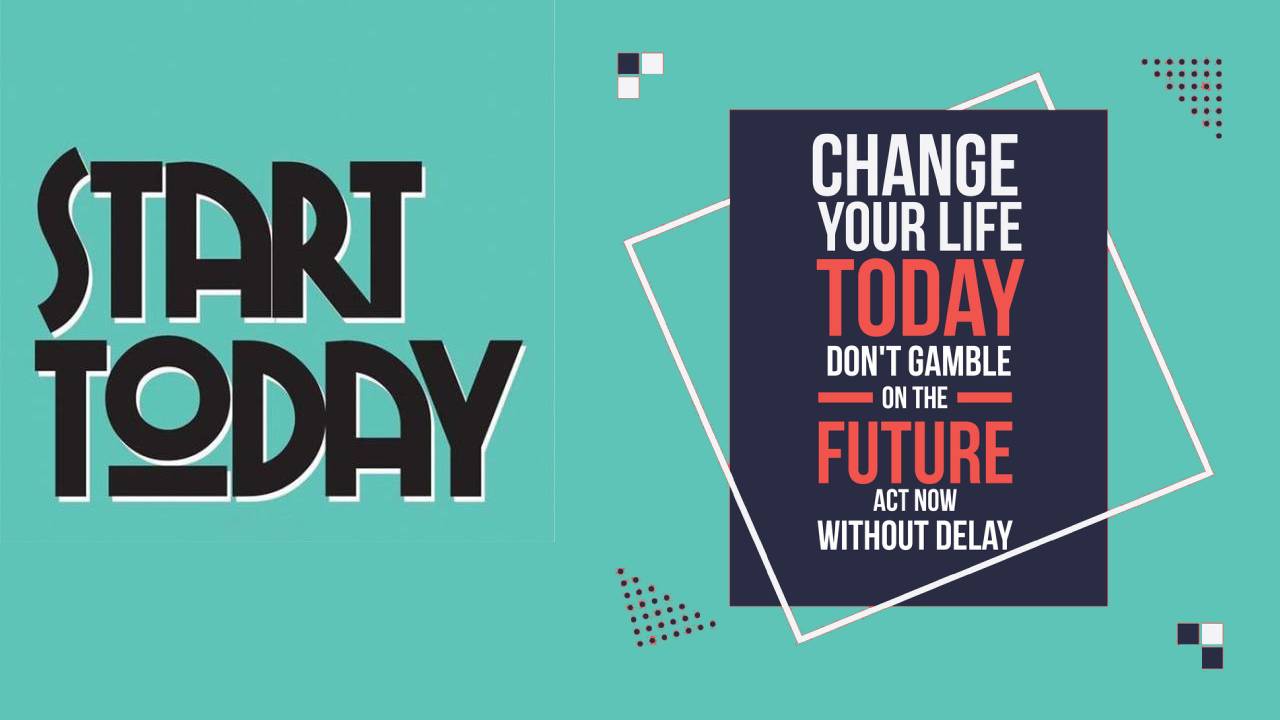 START
TODAY
CHANGE
YOUR LIFE
TODAY
DON'T GAMBLE
ON THE
FUTURE
ACT NOW
WITHOUT DELAY